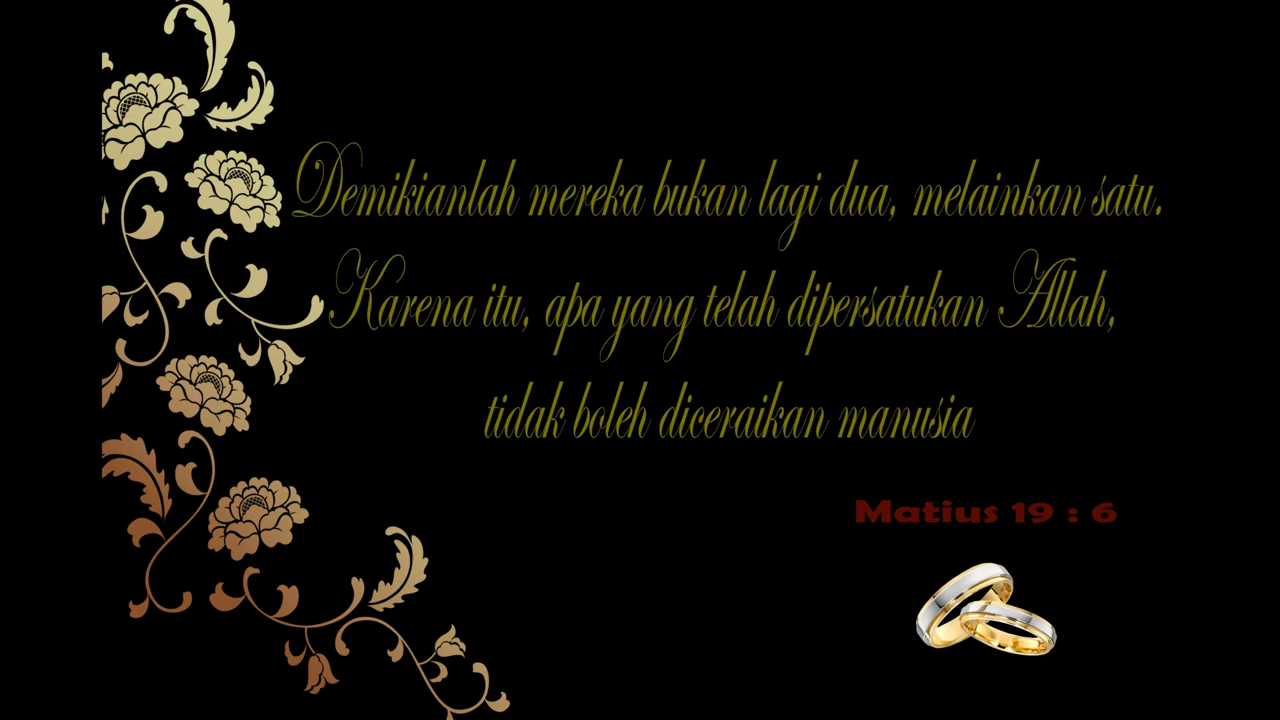 Demikianlah mereka bukan lagi dua, melainkan satu.
Karena itu, apa yang telah dipersatukan Allah,
tidak boleh diceraikan manusia
Matius 19 : 6